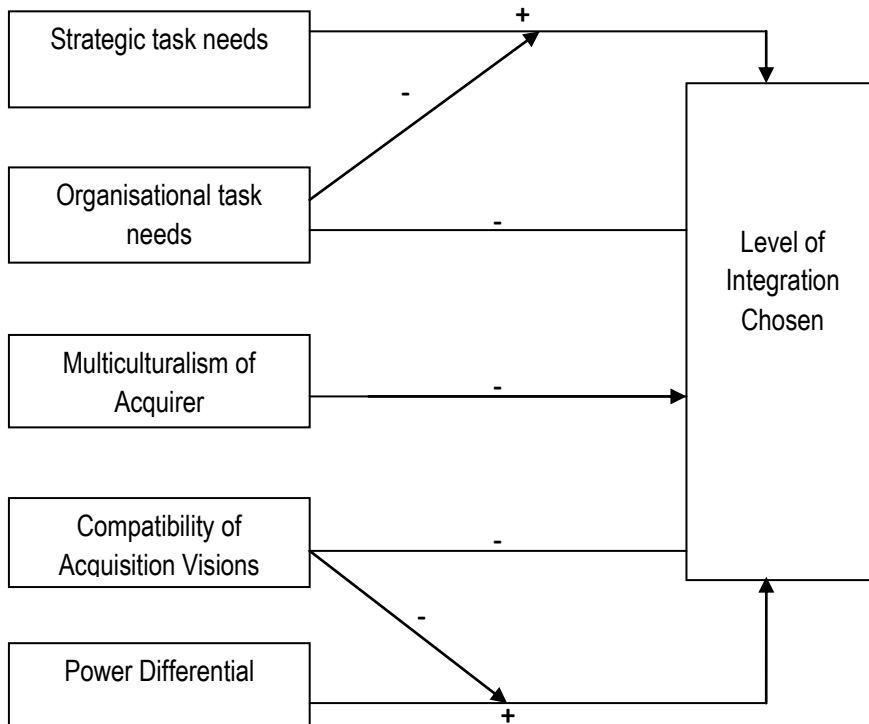 +
Strategic task needs
-
Organisational task
needs
-
Level of
Integration
Chosen
Multiculturalism of
Acquirer
-
Compatibility of
Acquisition Visions
-
-
Power Differential
+